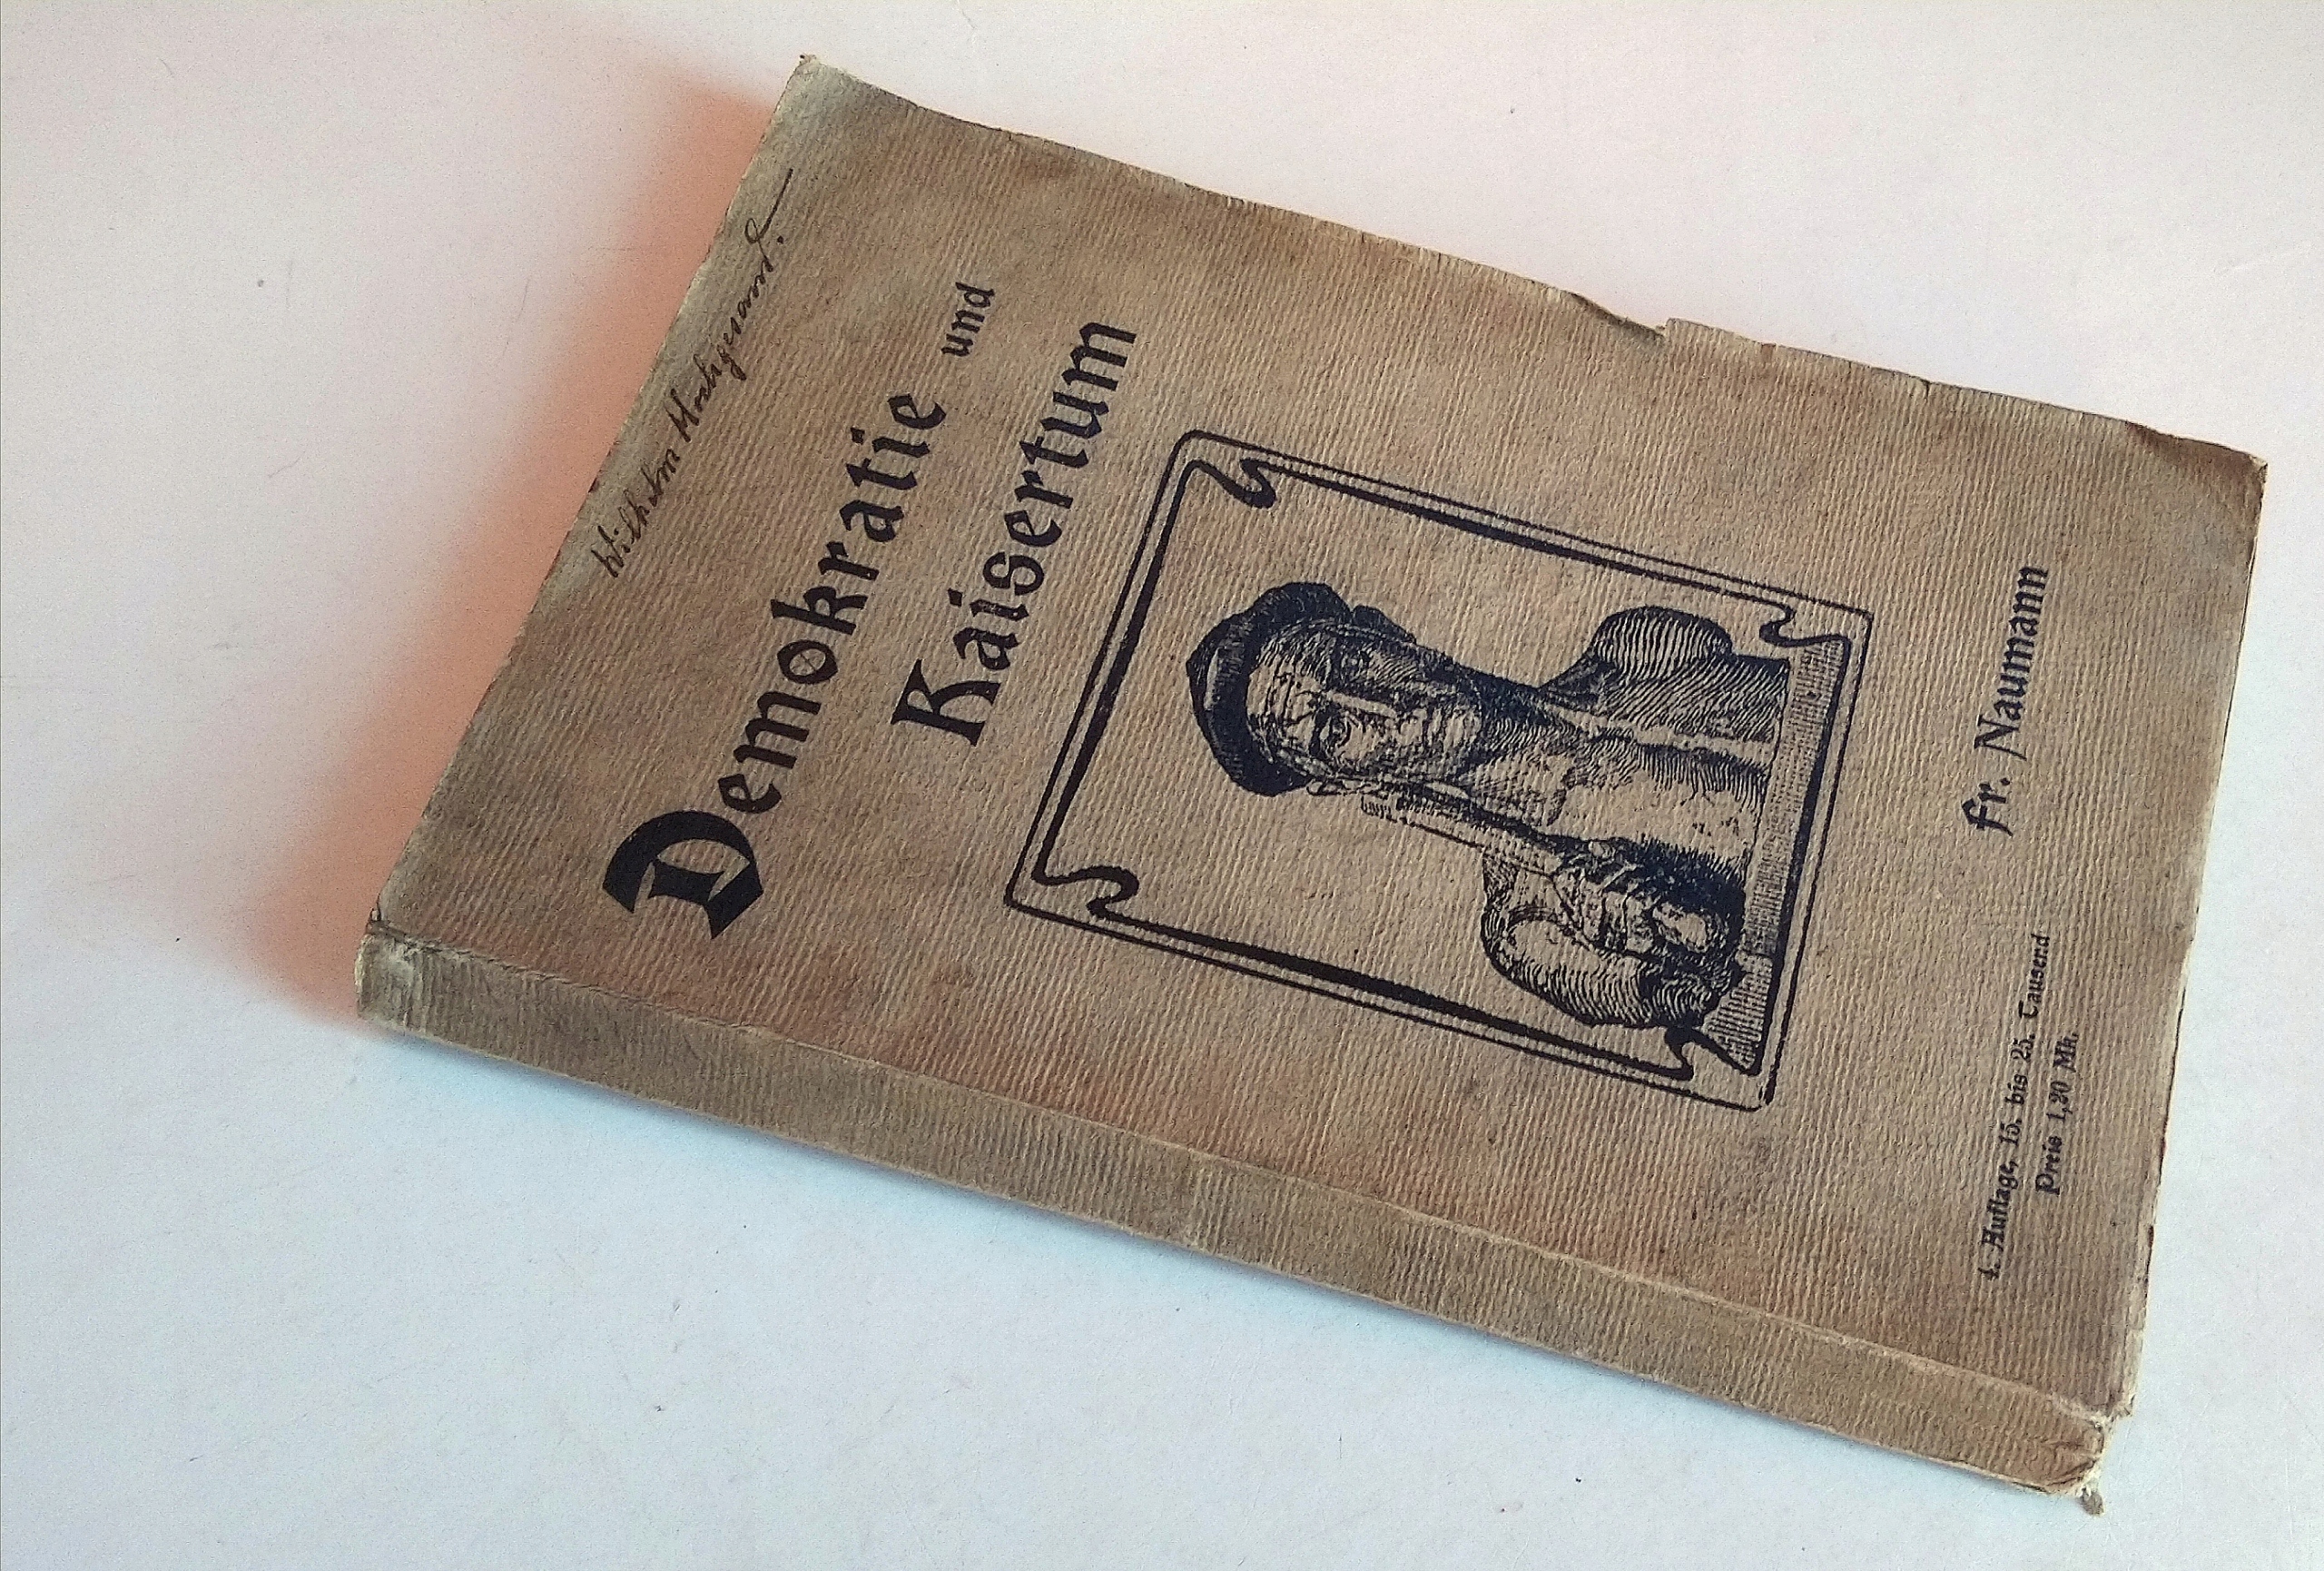 Wilhelm
Demokratie
und
Kaisertum
Fr. Naumann
4. Auflage, 15. bis 25. Tausend
Preis 1,20 Mk.